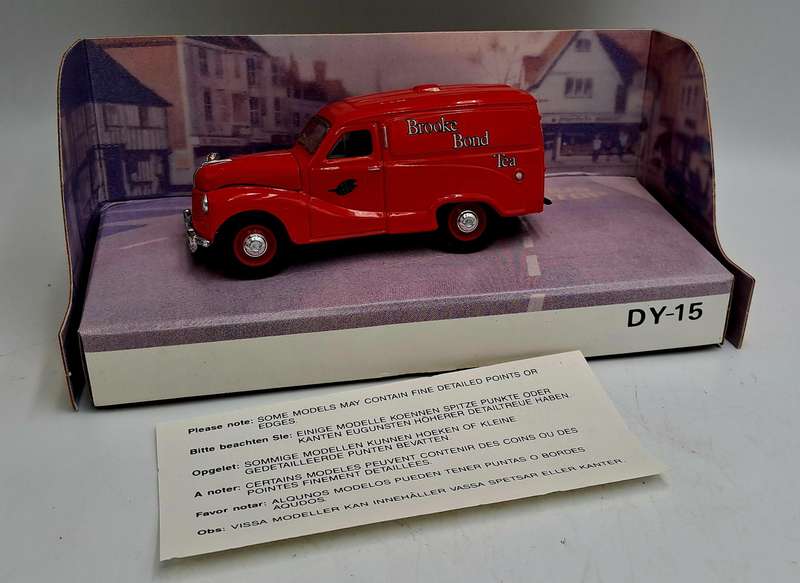 Brooke
Bond
Tea
DY-15
Please note: SOME MODELS MAY CONTAIN FINE DETAILED POINTS OR
EDGES.
Bitte beachten Sie: EINIGE MODELLE KOENNEN SPITZE PUNKTE ODER
KANTEN EUGUNSTEN HOHERER DETAILTREUE HABEN.
Opgelet: SOMMIGE MODELLEN KUNNEN HOEKEN OF KLEINE
GEDETAILLEERDE PUNTEN BEVATTEN.
A noter: CERTAINS MODELES PEUVENT CONTENIR DES COINS OU DES
POINTES FINEMENT DETAILLEES.
Favor notar: ALQUNOS MODELOS PUEDEN TENER PUNTAS O BORDES
AQUDOS.
Obs: VISSA MODELLER KAN INNEHÅLLER VASSA SPETSAR ELLER KANTER.